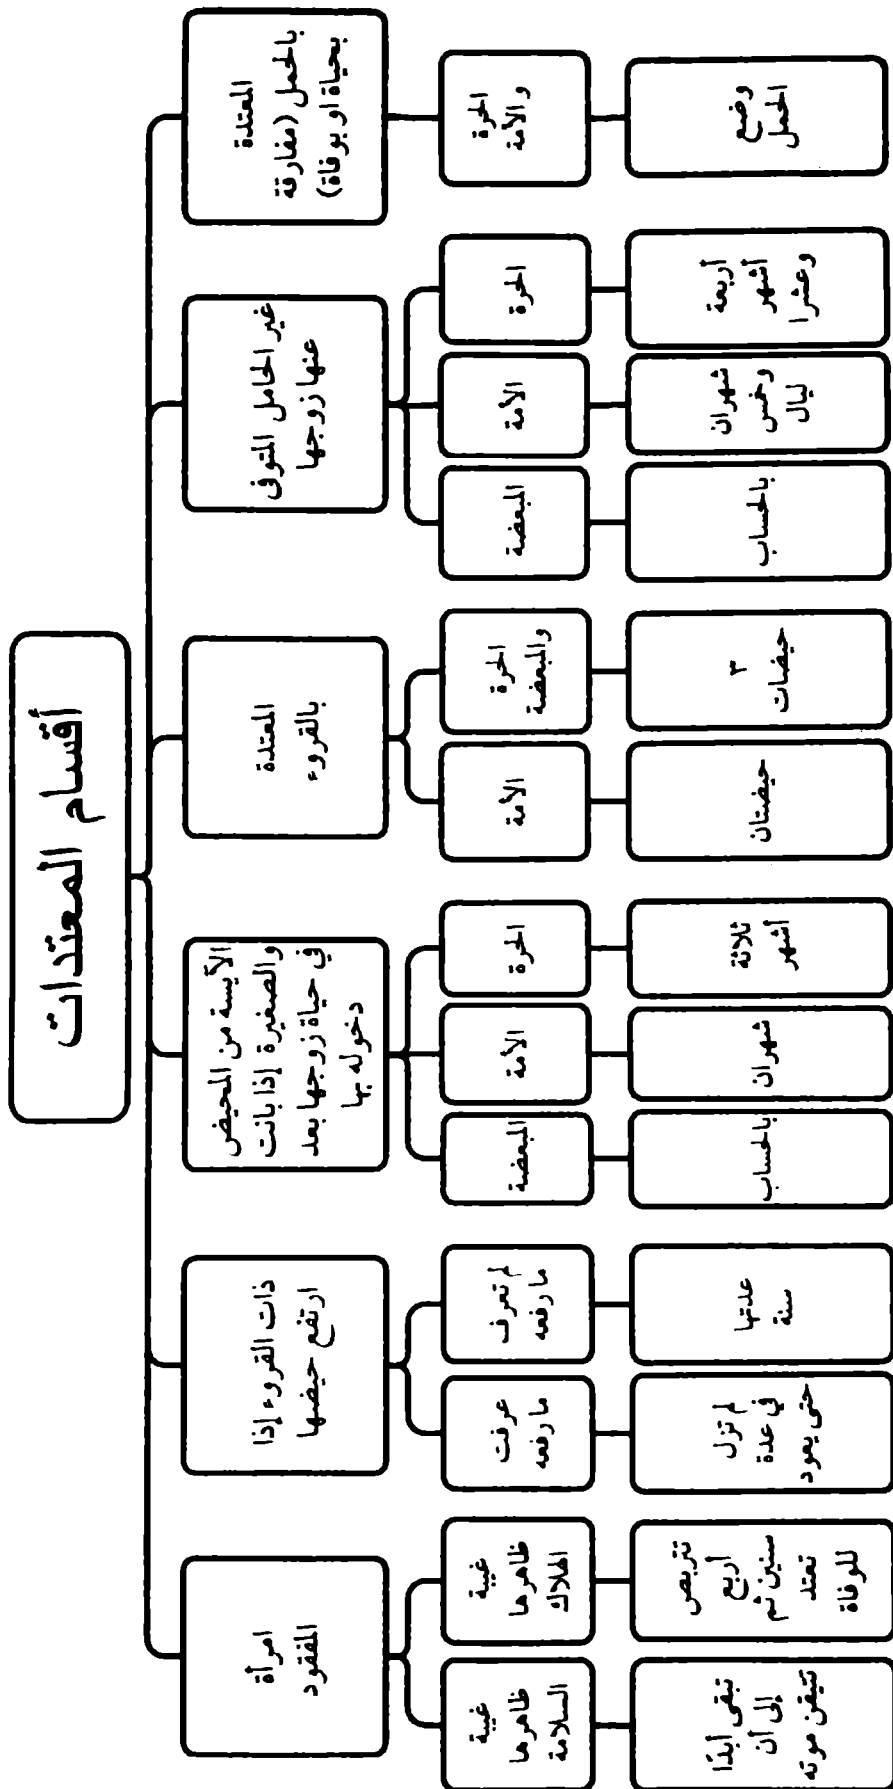 أقسام المعتدات
المعتدة
بالحمل (مفارقة
بحياة او بوفاة)
الحرة
والأمة
وضع
الحمل
غير الحامل المتوفى
عنها زوجها
الحرة
أربعة
أشهر
وعشرا
الأمة
شهران
وخمس
ليال
المبعضة
بالحساب
المعتدة
بالقروء
الحرة
والمبعضة
٣
حيضات
الأمة
حيضتان
الآيسة من المحيض
والصغيرة إذا بانت
في حياة زوجها بعد
دخوله بها
الحرة
ثلاثة
أشهر
الأمة
شهران
المبعضة
بالحساب
ذات القروء إذا
ارتفع حيضها
لم تعرف
ما رفعه
عدتها
سنة
عرفت
ما رفعه
لم تزل
في عدة
حتى يعود
امرأة
المفقود
غيبة
ظاهرها
الهلاك
تتربص
أربع
سنين ثم
تعتد
للوفاة
غيبة
ظاهرها
السلامة
تبقى أبدًا
إلى أن
تتيقن موته